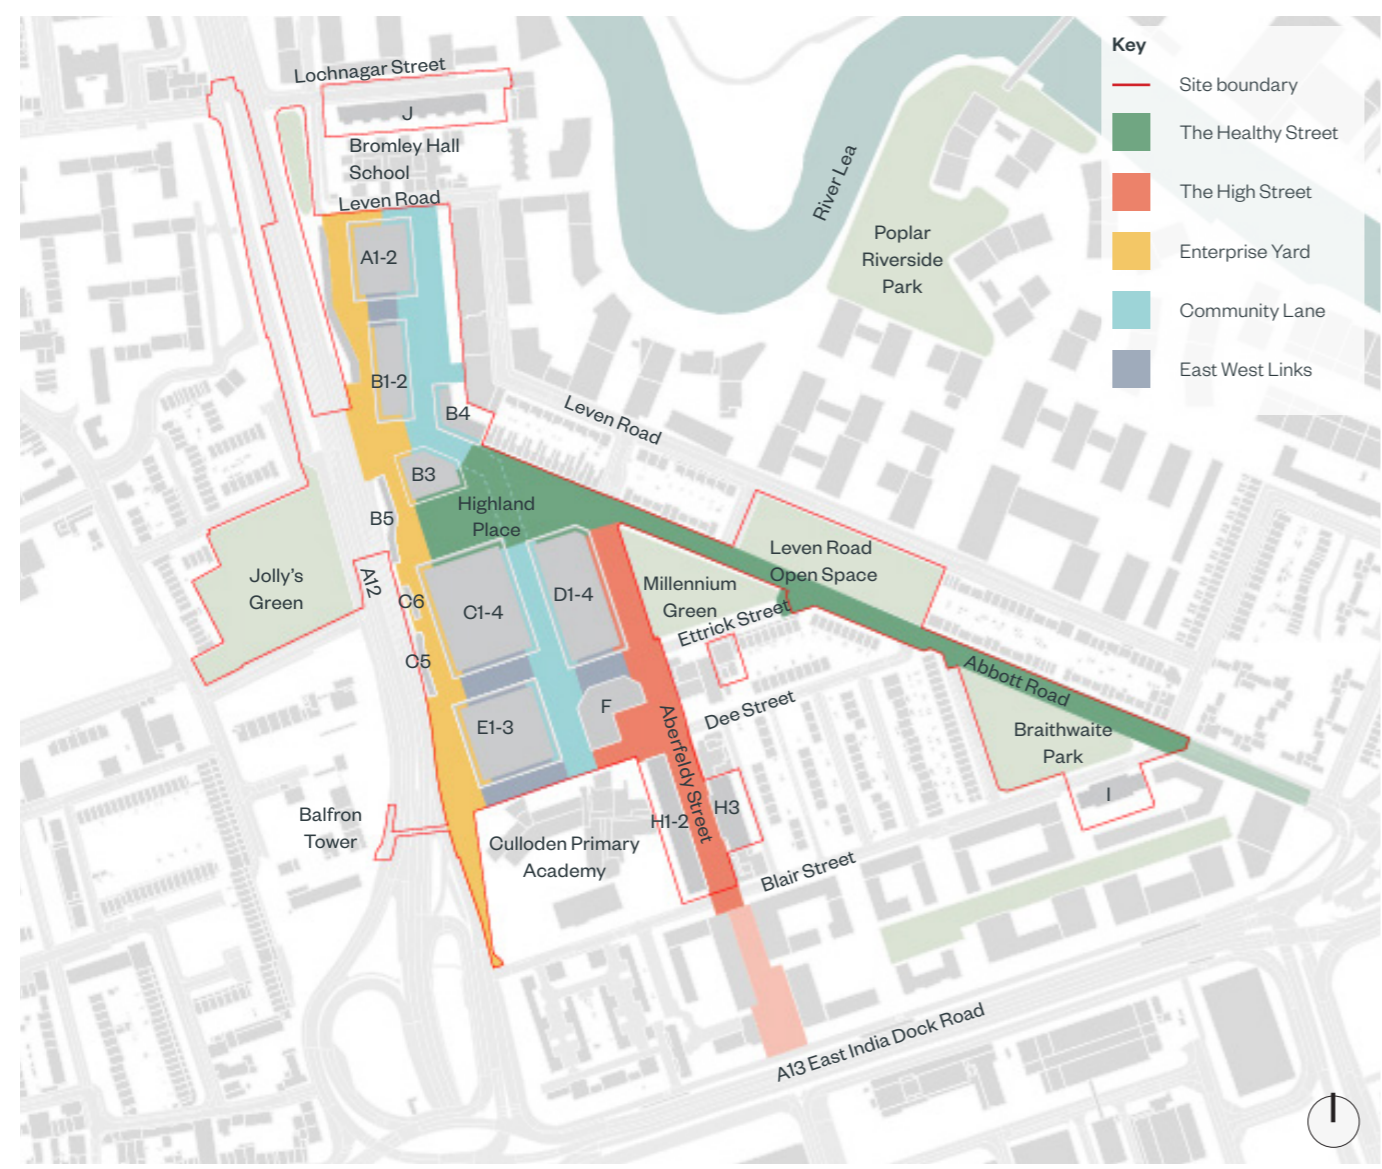 Key
Site boundary
The Healthy Street
The High Street
Enterprise Yard
Community Lane
East West Links
Lochnagar Street
J
Bromley Hall
School
Leven Road
A1-2
B1-2
B4
B3
Highland
Place
B5
A12
C6
C5
C1-4
D1-4
E1-3
F
Jolly's
Green
River Lea
Poplar
Riverside
Park
Leven Road
Leven Road
Open Space
Millennium
Green
Ettrick Street
Dee Street
Abbott Road
Braithwaite
Park
I
Aberfeldy Street
H1-2
H3
Balfron
Tower
Culloden Primary
Academy
Blair Street
A13 East India Dock Road